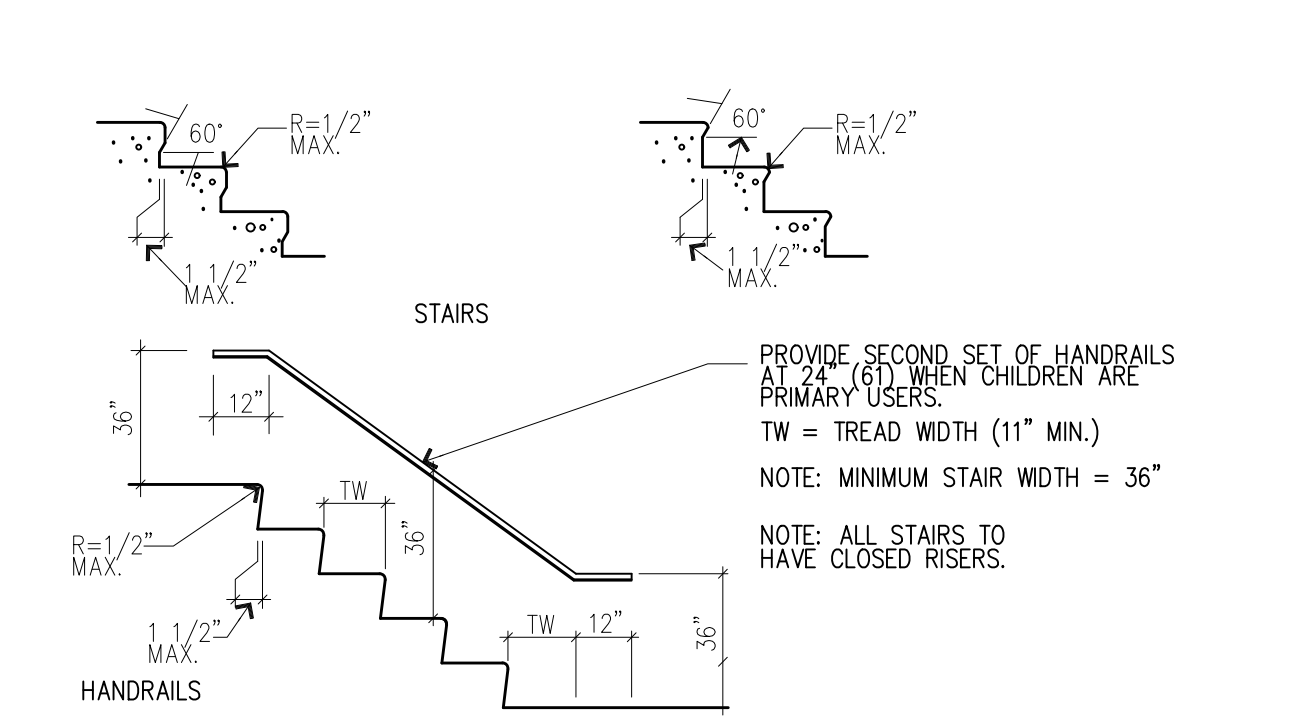 60°
R=1/2”
MAX.
1 1/2”
MAX.
60°
R=1/2”
MAX.
1 1/2”
MAX.
STAIRS
36”
12”
PROVIDE SECOND SET OF HANDRAILS
AT 24” (61) WHEN CHILDREN ARE
PRIMARY USERS.
TW = TREAD WIDTH (11” MIN.)
NOTE: MINIMUM STAIR WIDTH = 36”
NOTE: ALL STAIRS TO
HAVE CLOSED RISERS.
TW
36”
R=1/2”
MAX.
1 1/2”
MAX.
TW
12”
36”
HANDRAILS